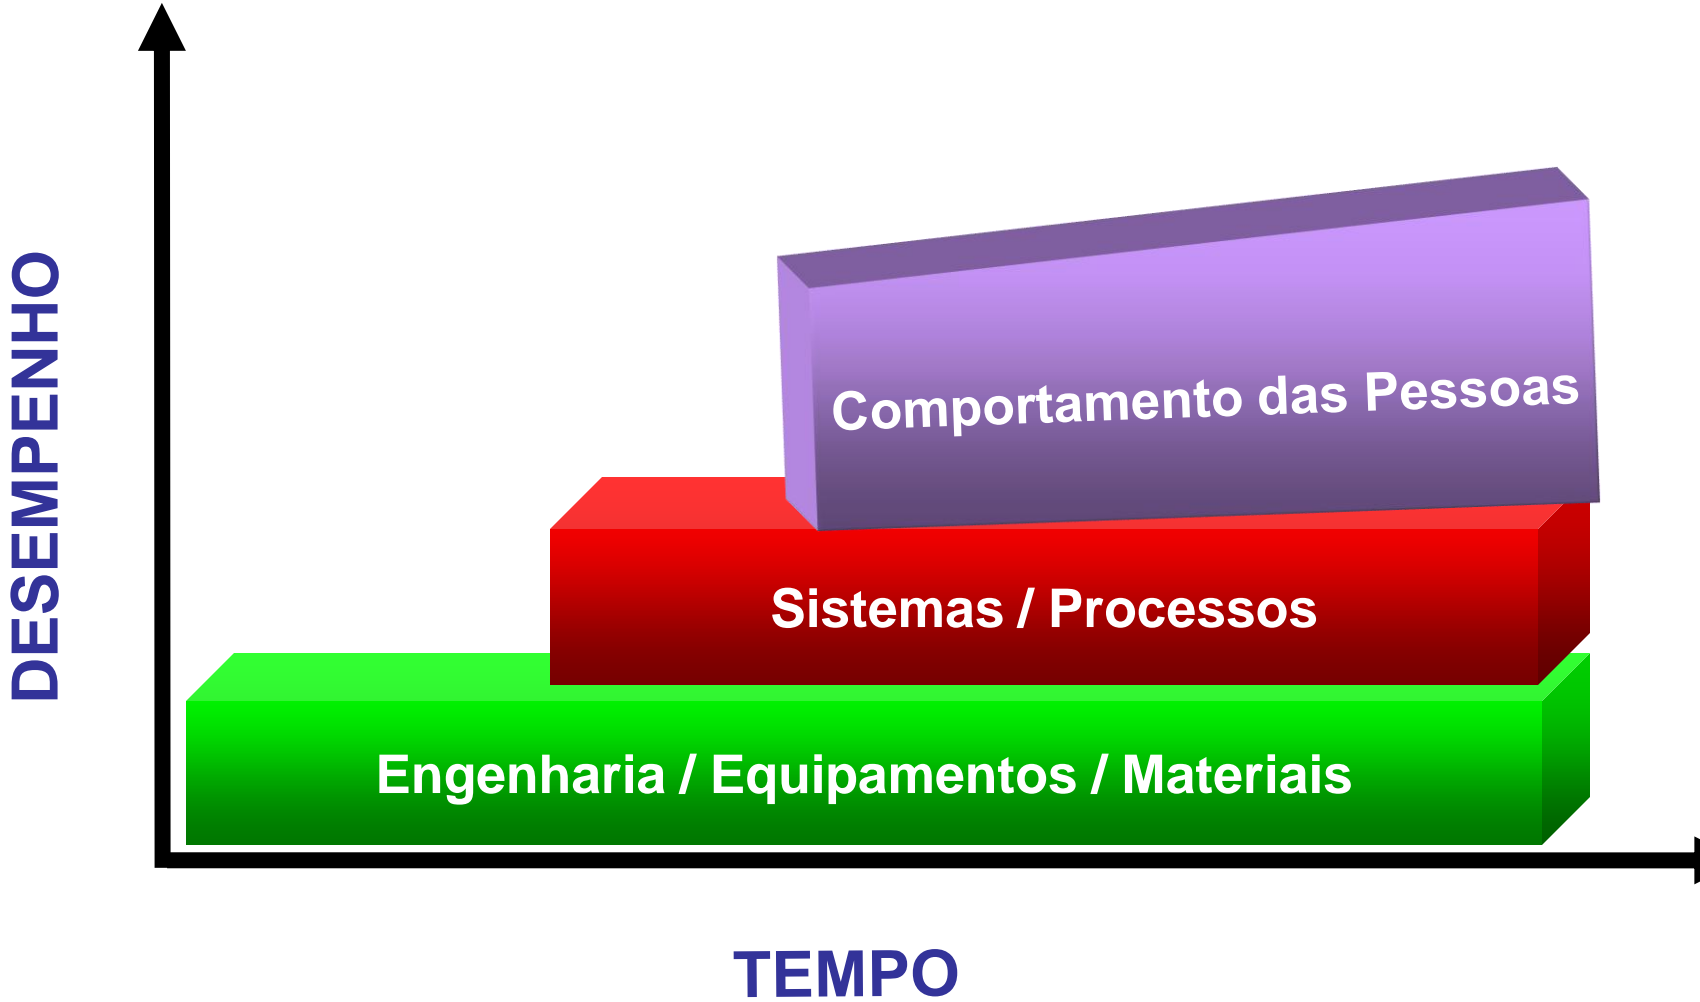 DESEMPENHO
Comportamento das Pessoas
Sistemas / Processos
Engenharia / Equipamentos / Materiais
TEMPO